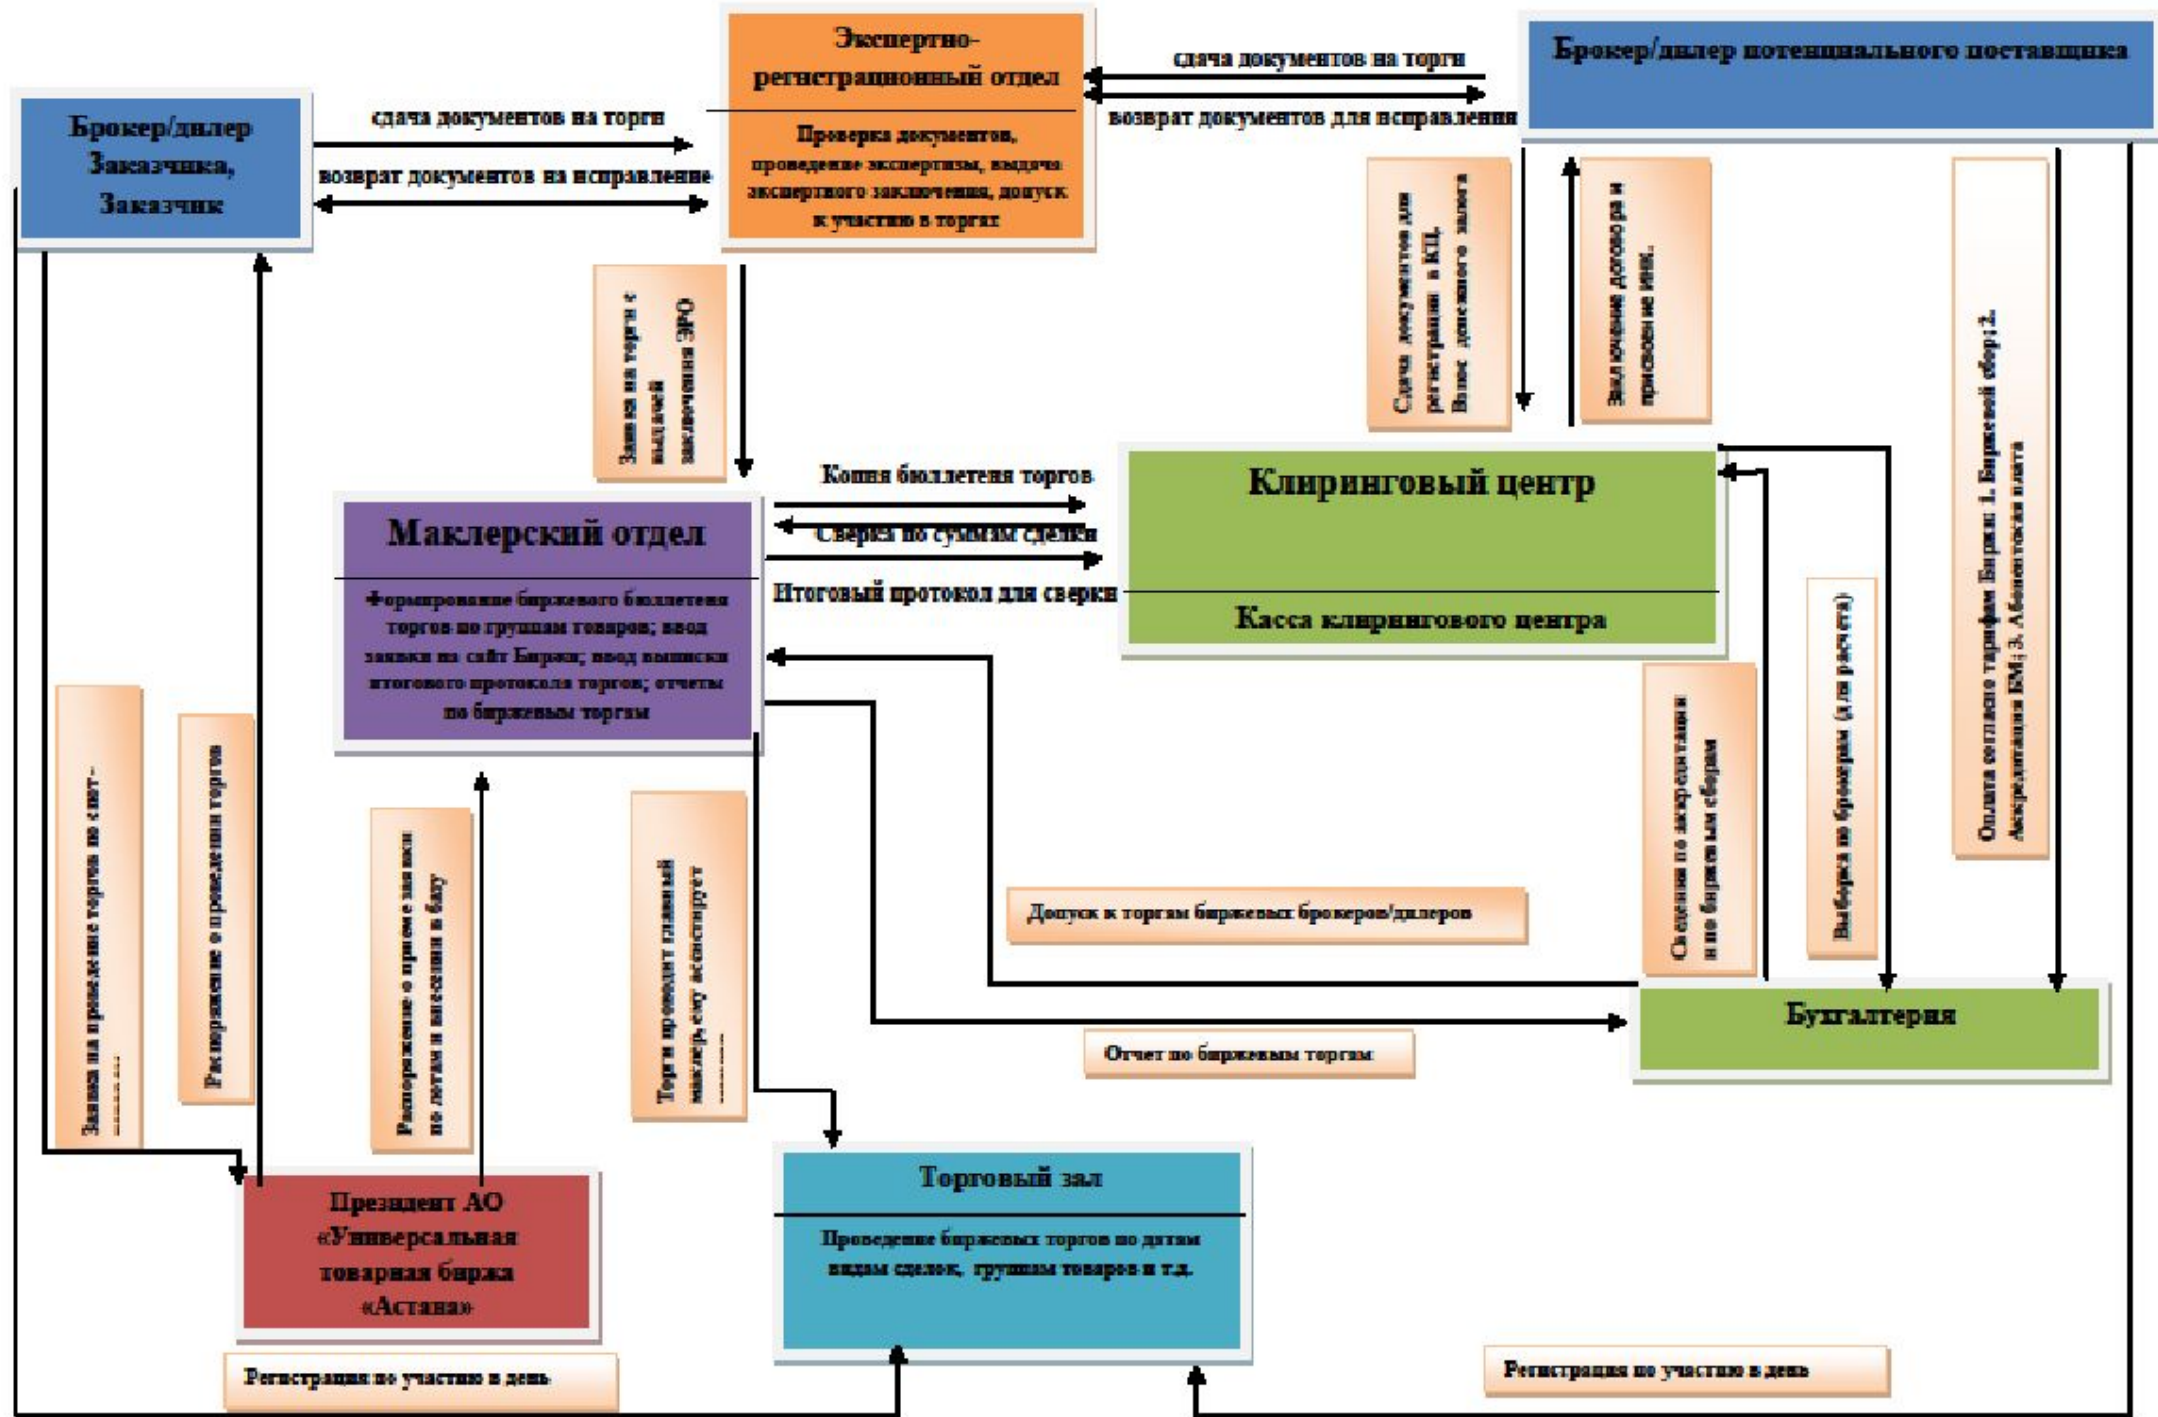 Экспертно-
регистрационный отдел
Проверка документов,
проведение экспертизы, выдача
экспертного заключения, допуск
к участию в торгах
Брокер/дилер потенциального поставщика
Брокер/дилер
Заказчика,
Заказчик
сдача документов на торги
возврат документов на исправление
сдача документов на торги
возврат документов для исправления
Заявка на торги с
выдачей
заключения ЭРО
Сдача документов для
регистрации в КЦ.
Взнос денежного залога
Заключение договора и
присвоение ИНК.
Оплата согласно тарифам Биржи: 1. Биржевой сбор; 2.
Аккредитация БМ; 3. Абонентская плата
Копия бюллетеня торгов
Сверка по суммам сделки
Итоговый протокол для сверки
Маклерский отдел
Формирование биржевого бюллетеня
торгов по группам товаров; ввод
заявки на сайт Биржи; ввод выписки
итогового протокола торгов; отчеты
по биржевым торгам
Клиринговый центр
Касса клирингового центра
Заявка на проведение торгов по спот-
Распоряжение о проведении торгов
Распоряжение о приеме заявки
по лотам и внесении в базу
Торги проводит главный
маклер, ему ассистирует
Сведения по аккредитации
и по биржевым сборам
Выборка по брокерам (для расчета)
Допуск к торгам биржевых брокеров/дилеров
Отчет по биржевым торгам
Бухгалтерия
Президент АО
«Универсальная
товарная биржа
«Астана»
Торговый зал
Проведение биржевых торгов по датам
видам сделок, группам товаров и т.д.
Регистрация по участию в день
Регистрация по участию в день